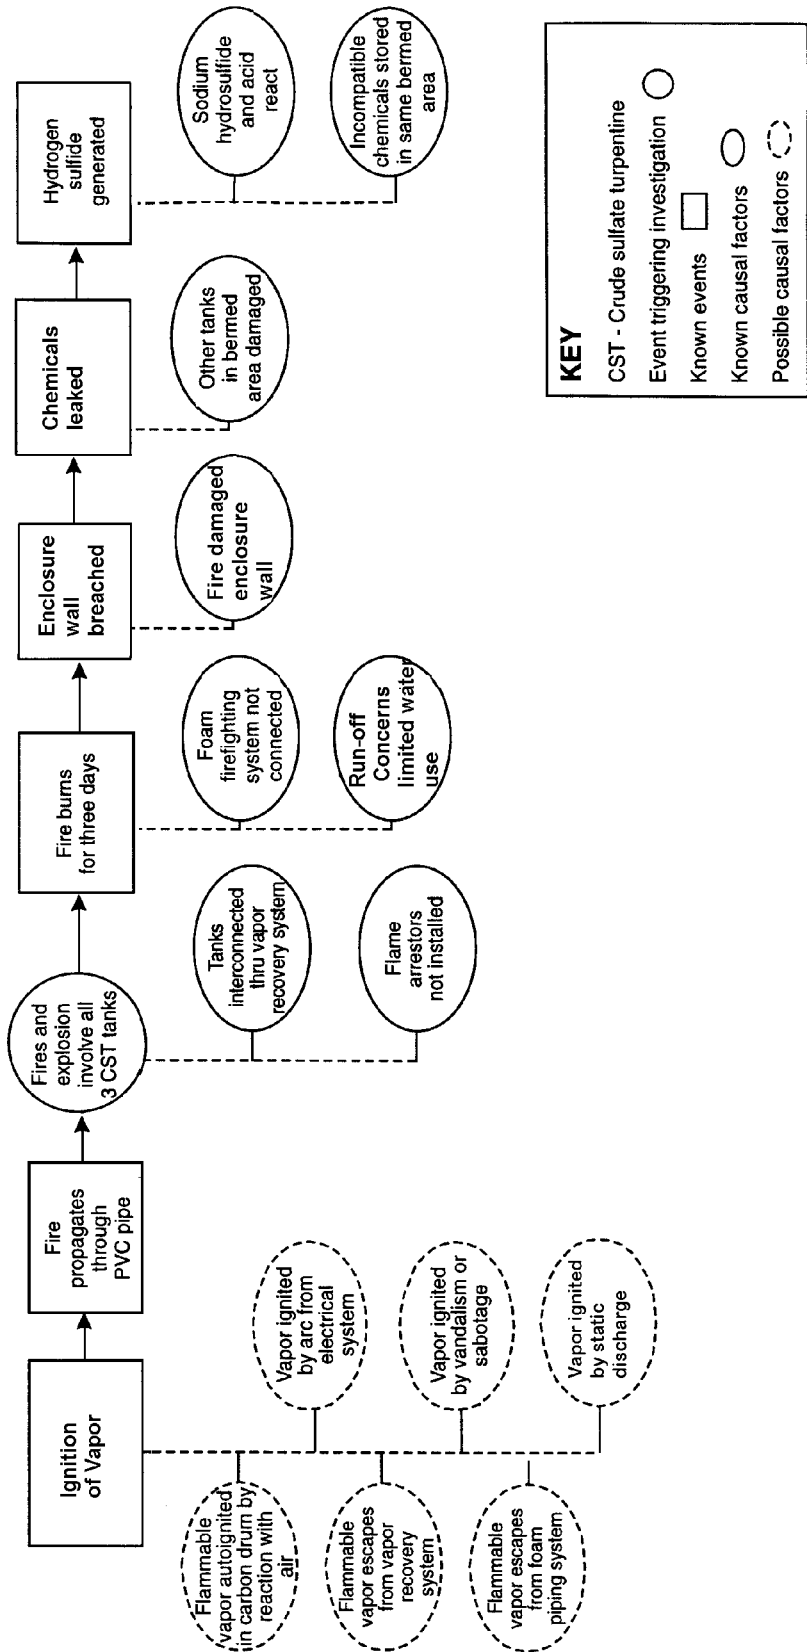 Ignition
of Vapor
Fire
propagates
through
PVC pipe
Fires and
explosion
involve all
3 CST tanks
Fire burns
for three days
Enclosure
wall
breached
Chemicals
leaked
Hydrogen
sulfide
generated
Flammable
vapor autoignited
in carbon drum by
reaction with
air
Vapor ignited
by arc from
electrical
system
Flammable
vapor escapes
from vapor
recovery
system
Vapor ignited
by vandalism or
sabotage
Flammable
vapor escapes
from foam
piping system
Vapor ignited
by static
discharge
Tanks
interconnected
thru vapor
recovery system
Flame
arrestors
not installed
Foam
firefighting
system not
connected
Run-off
Concerns
limited water
use
Fire damaged
enclosure
wall
Other tanks
in bermed
area damaged
Sodium
hydrosulfide
and acid
react
Incompatible
chemicals stored
in same bermed
area
KEY
CST - Crude sulfate turpentine
Event triggering investigation
Known events
Known causal factors
Possible causal factors